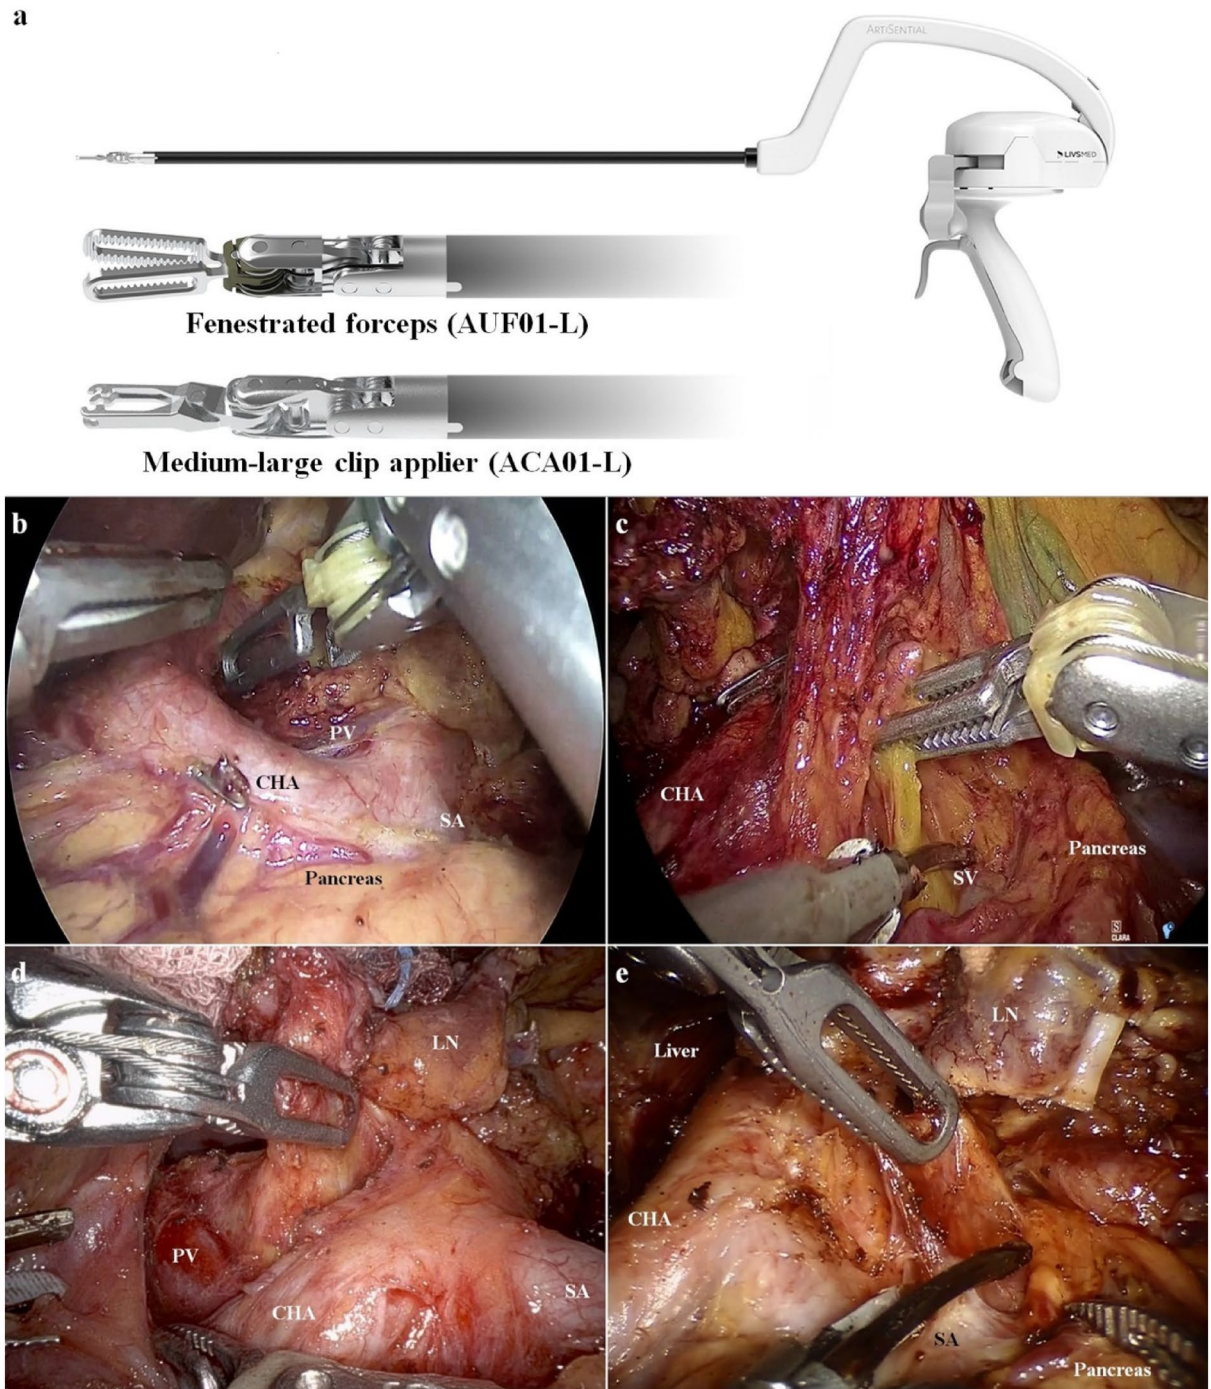 a
ARTISENTIAL
LIVSMED
Fenestrated forceps (AUF01-L)
Medium-large clip applier (ACA01-L)
b
PV
CHA
SA
Pancreas
c
CHA
Pancreas
SV
S
CLARA
d
LN
PV
CHA
SA
e
LN
Liver
CHA
SA
Pancreas